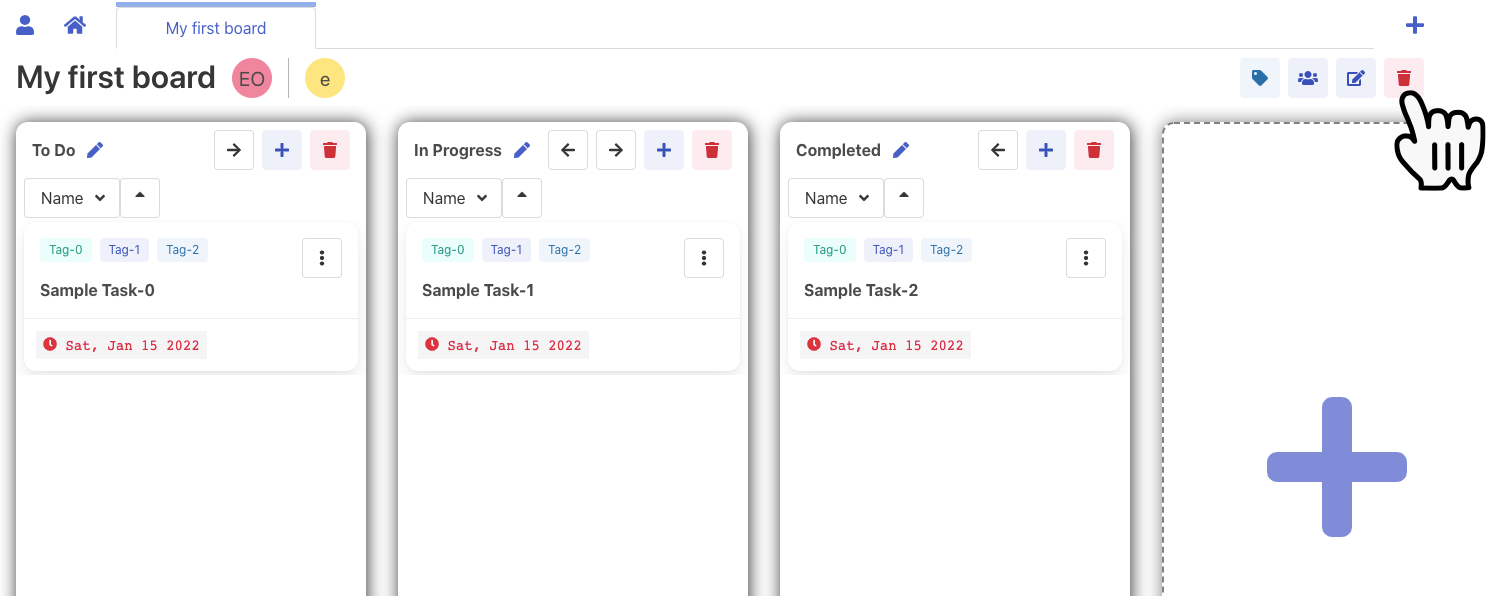 My first board
My first board EO e
To Do
Name
Tag-0 Tag-1 Tag-2
Sample Task-0
Sat, Jan 15 2022
In Progress
Name
Tag-0 Tag-1 Tag-2
Sample Task-1
Sat, Jan 15 2022
Completed
Name
Tag-0 Tag-1 Tag-2
Sample Task-2
Sat, Jan 15 2022